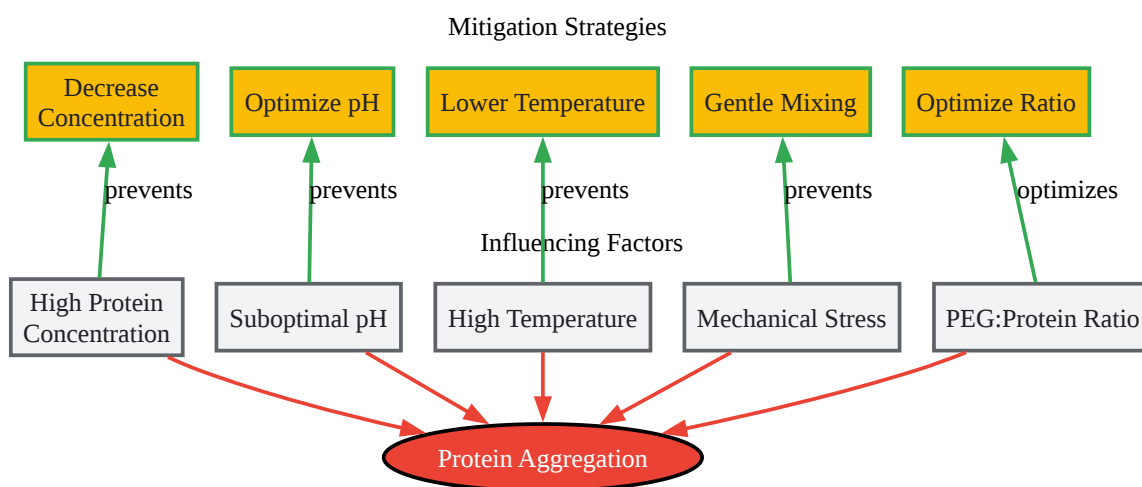 Mitigation Strategies
Decrease
Concentration
Optimize pH
Lower Temperature
Gentle Mixing
Optimize Ratio
prevents
prevents
prevents
prevents
optimizes
Influencing Factors
High Protein
Concentration
Suboptimal pH
High Temperature
Mechanical Stress
PEG:Protein Ratio
Protein Aggregation